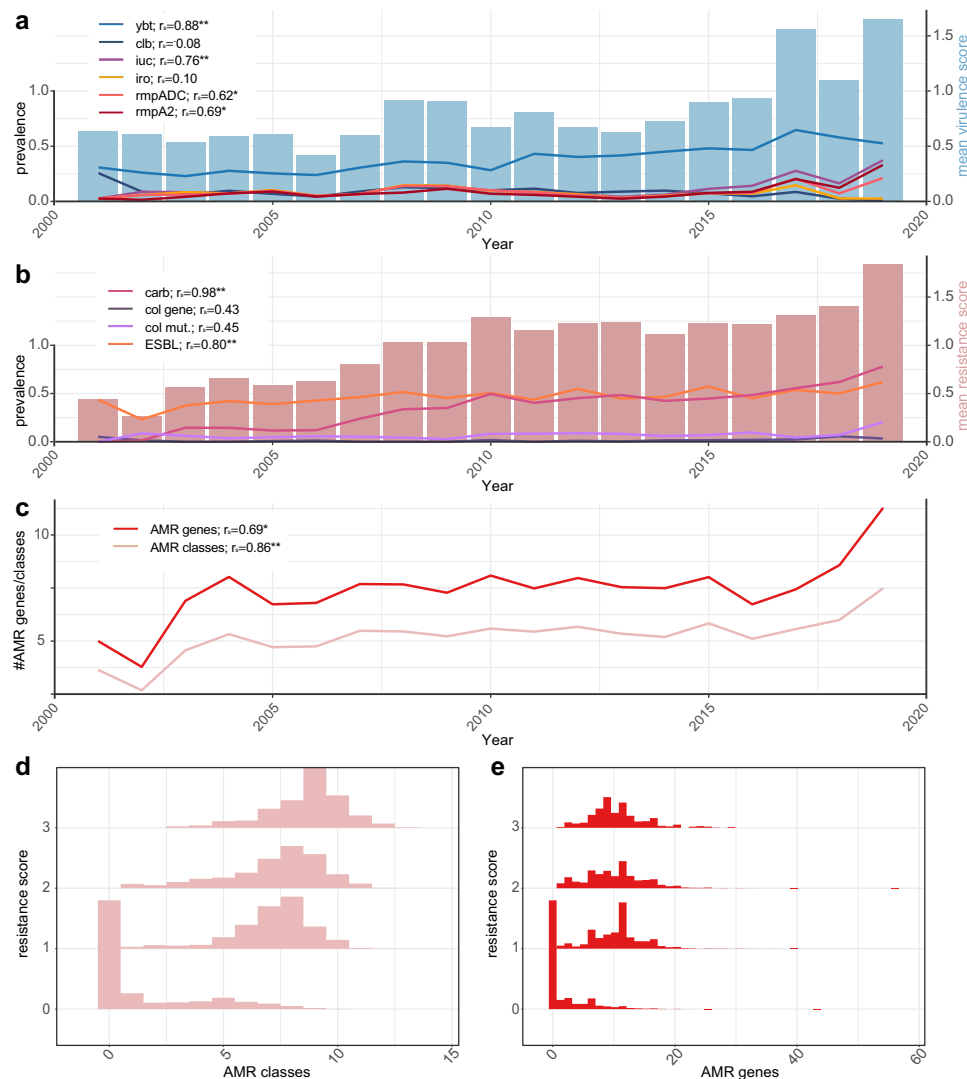 a
ybt; rₛ=0.88**
clb; rₛ=-0.08
iuc; rₛ=0.76**
iro; rₛ=0.10
rmpADC; rₛ=0.62*
rmpA2; rₛ=0.69*
prevalence
1.0
0.5
0.0
mean virulence score
1.5
1.0
0.5
0.0
2000
2005
2010
2015
2020
Year
b
carb; rₛ=0.98**
col gene; rₛ=0.43
col mut.; rₛ=0.45
ESBL; rₛ=0.80**
prevalence
1.0
0.5
0.0
mean resistance score
1.5
1.0
0.5
0.0
2000
2005
2010
2015
2020
Year
c
AMR genes; rₛ=0.69*
AMR classes; rₛ=0.86**
#AMR genes/classes
10
5
2000
2005
2010
2015
2020
Year
d
resistance score
3
2
1
0
0
5
10
15
AMR classes
e
resistance score
3
2
1
0
0
20
40
60
AMR genes